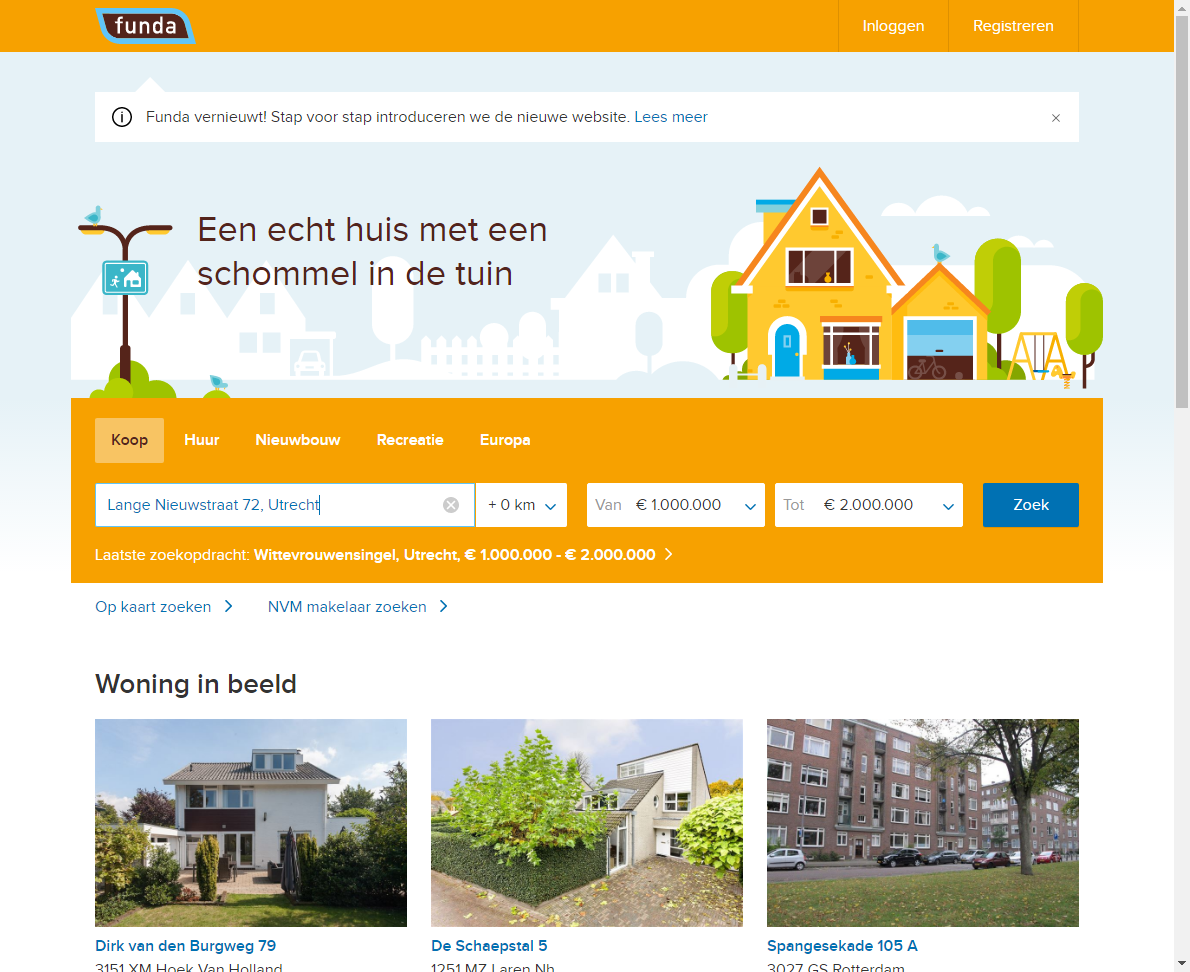 funda
Inloggen
Registreren
Funda vernieuwt! Stap voor stap introduceren we de nieuwe website. Lees meer
Een echt huis met een
schommel in de tuin
Koop
Huur
Nieuwbouw
Recreatie
Europa
Lange Nieuwstraat 72, Utrecht
+ 0 km
Van € 1.000.000
Tot € 2.000.000
Zoek
Laatste zoekopdracht: Wittevrouwensingel, Utrecht, € 1.000.000 - € 2.000.000
Op kaart zoeken
NVM makelaar zoeken
Woning in beeld
Dirk van den Burgweg 79
3151 XM Hoek Van Holland
De Schaepstal 5
1251 MZ Laren Nh
Spangesekade 105 A
3027 GS Rotterdam